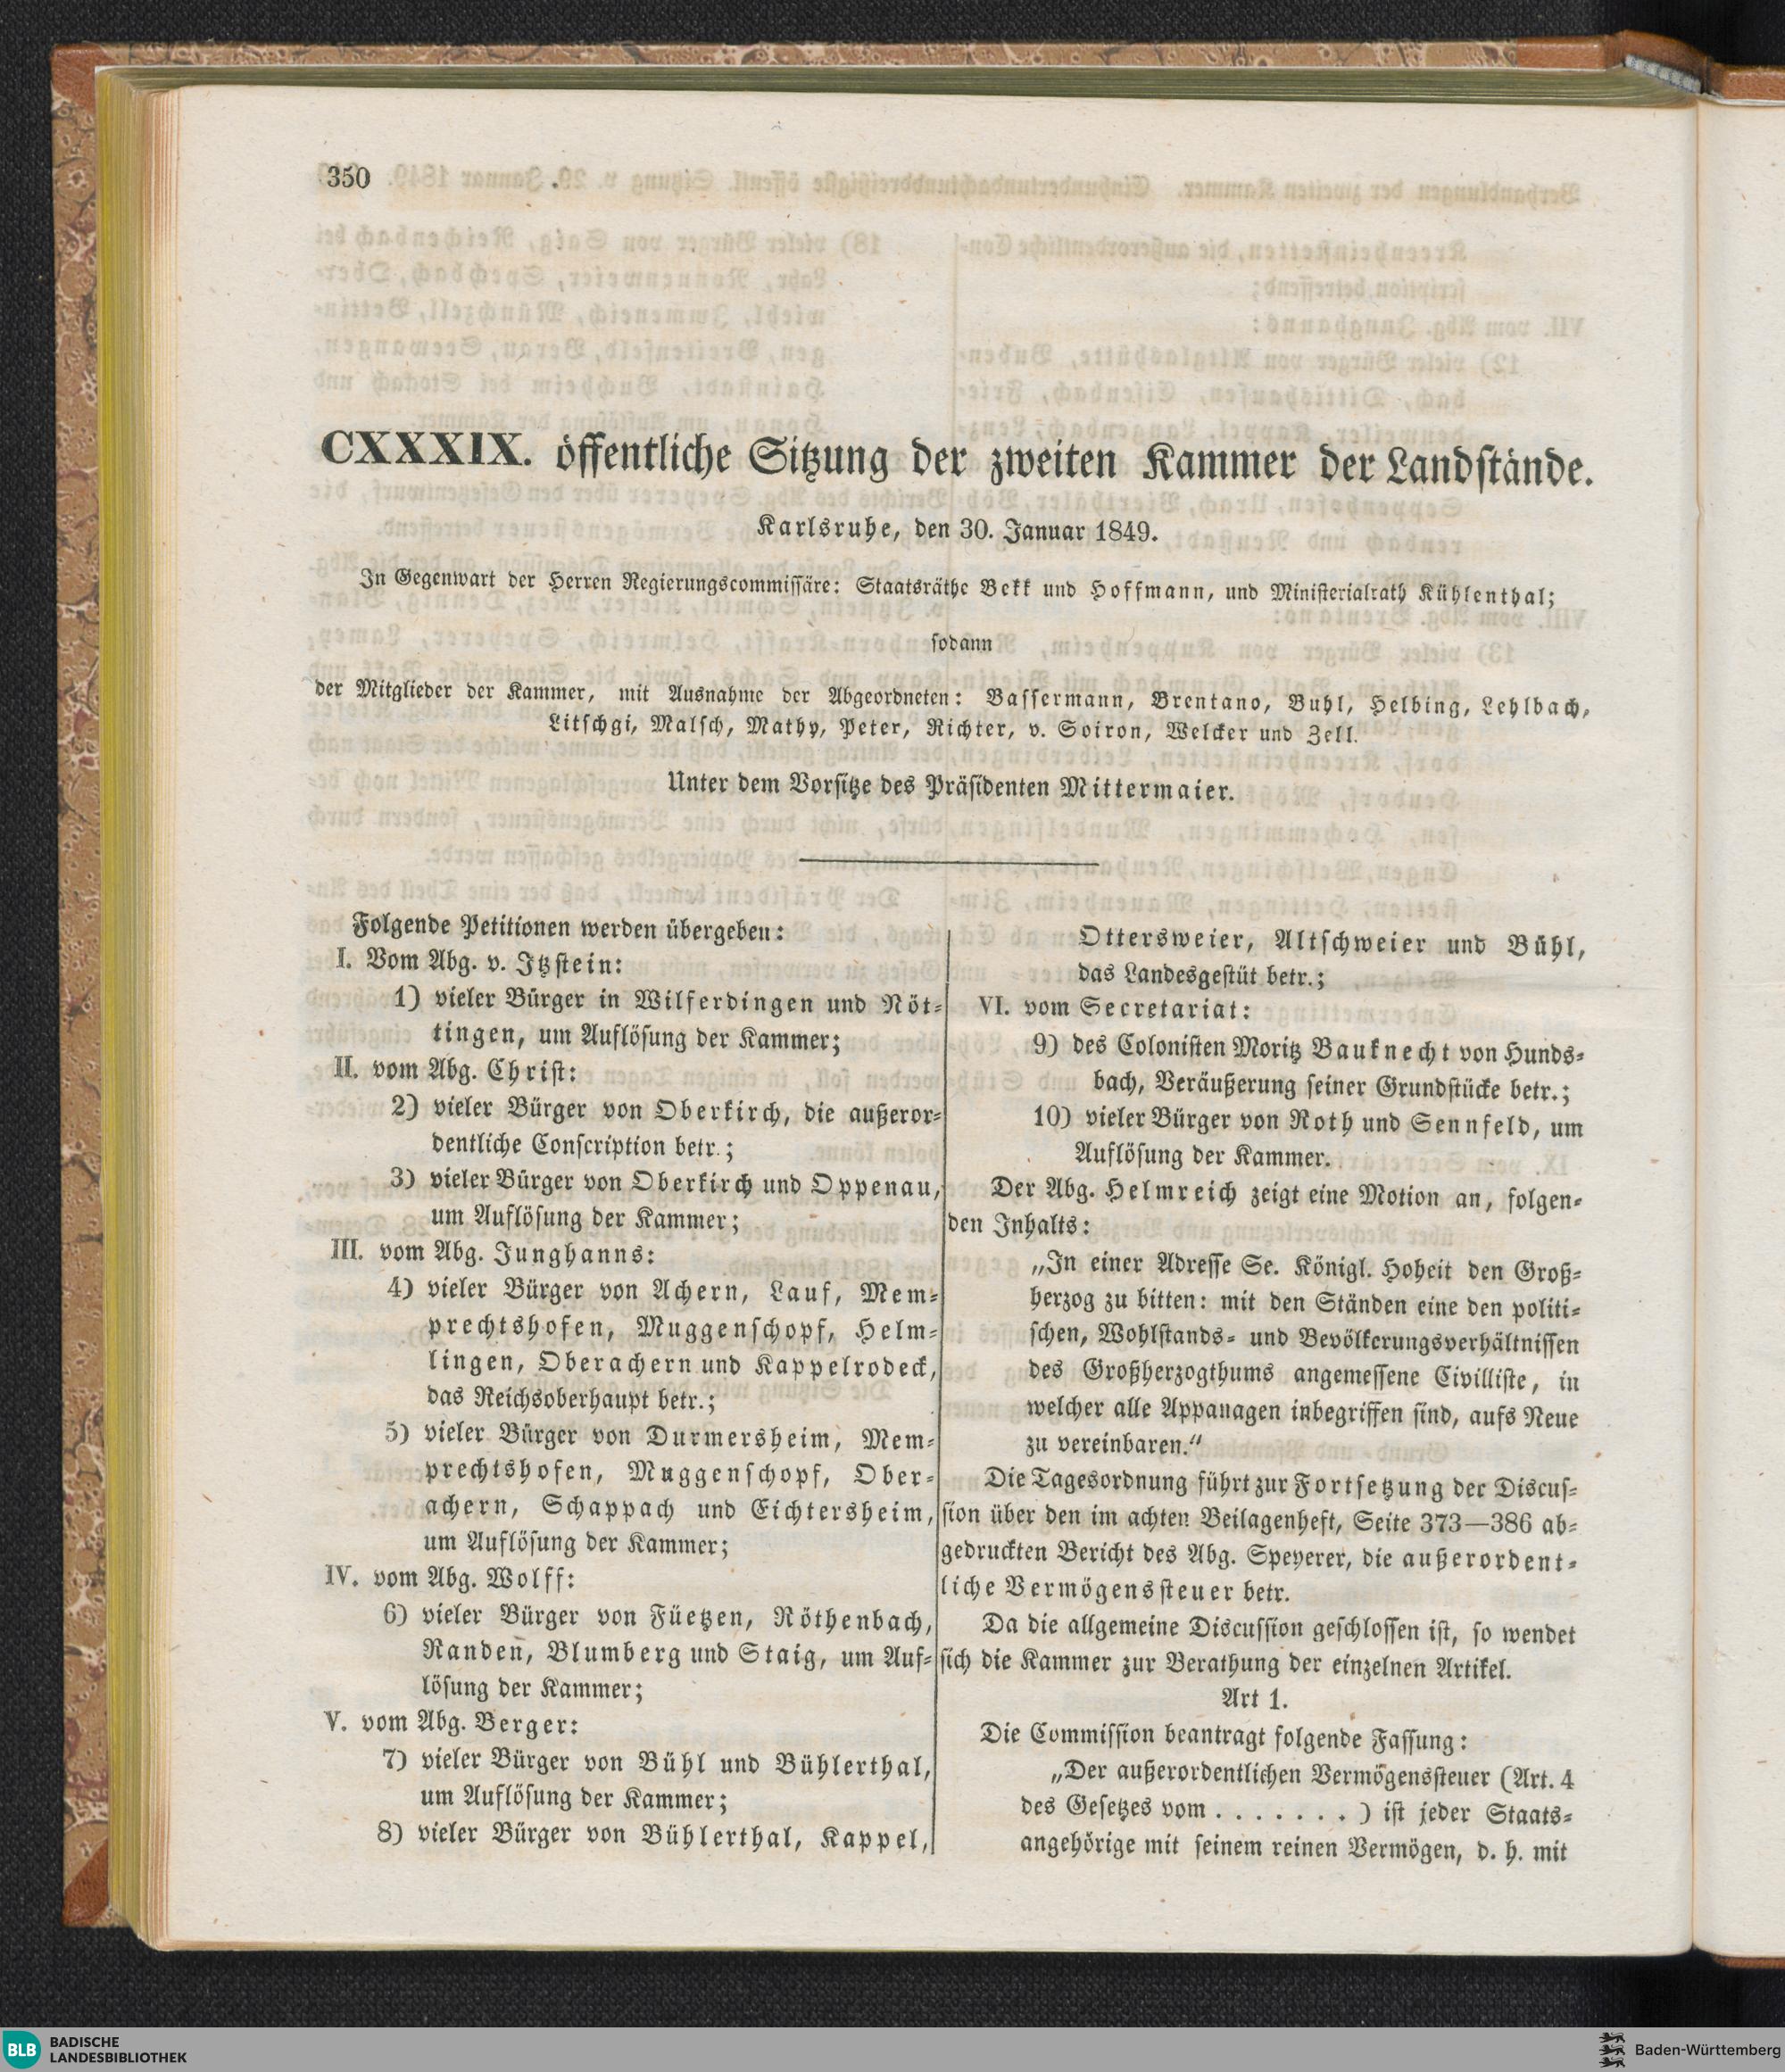 350
CXXXIX. öffentliche Sitzung der zweiten Kammer der Landstände.
Karlsruhe, den 30. Januar 1849.
In Gegenwart der Herren Regierungscommissäre: Staatsräthe Bekk und Hoffmann, und Ministerialrath Kühlenthal;
sodann
der Mitglieder der Kammer, mit Ausnahme der Abgeordneten: Bassermann, Brentano, Buhl, Helbing, Lehlbach,
Litschgi, Malsch, Mathy, Peter, Richter, v. Soiron, Welcker und Zell.
Unter dem Vorsitze des Präsidenten Mittermaier.
Folgende Petitionen werden übergeben:
I. Vom Abg. v. Itzstein:
1) vieler Bürger in Wilferdingen und Nöt-
tingen, um Auflösung der Kammer;
II. vom Abg. Christ:
2) vieler Bürger von Oberkirch, die außeror-
dentliche Conscription betr.;
3) vieler Bürger von Oberkirch und Oppenau,
um Auflösung der Kammer;
III. vom Abg. Junghanns:
4) vieler Bürger von Achern, Lauf, Mem-
prechtshofen, Muggenschopf, Helm-
lingen, Oberachern und Kappelrodeck,
das Reichsoberhaupt betr.;
5) vieler Bürger von Durmersheim, Mem-
prechtshofen, Muggenschopf, Ober-
achern, Schappach und Eichtersheim,
um Auflösung der Kammer;
IV. vom Abg. Wolff:
6) vieler Bürger von Füetzen, Röthenbach,
Randen, Blumberg und Staig, um Auf-
lösung der Kammer;
V. vom Abg. Berger:
7) vieler Bürger von Bühl und Bühlerthal,
um Auflösung der Kammer;
8) vieler Bürger von Bühlerthal, Kappel,
Ottersweier, Altschweier und Bühl,
das Landesgestüt betr.;
VI. vom Secretariat:
9) des Colonisten Moritz Bauknecht von Hunds-
bach, Veräußerung seiner Grundstücke betr.;
10) vieler Bürger von Roth und Sennfeld, um
Auflösung der Kammer.
Der Abg. Helmreich zeigt eine Motion an, folgen-
den Inhalts:
„In einer Adresse Se. Königl. Hoheit den Groß-
herzog zu bitten: mit den Ständen eine den politi-
schen, Wohlstands- und Bevölkerungsverhältnissen
des Großherzogthums angemessene Civilliste, in
welcher alle Appanagen inbegriffen sind, aufs Neue
zu vereinbaren.“
Die Tagesordnung führt zur Fortsetzung der Discus-
sion über den im achten Beilagenheft, Seite 373—386 ab-
gedruckten Bericht des Abg. Speyerer, die außerordent-
liche Vermögenssteuer betr.
Da die allgemeine Discussion geschlossen ist, so wendet
sich die Kammer zur Berathung der einzelnen Artikel.
Art 1.
Die Commission beantragt folgende Fassung:
„Der außerordentlichen Vermögenssteuer (Art. 4
des Gesetzes vom . . . . . . . ) ist jeder Staats-
angehörige mit seinem reinen Vermögen, d. h. mit
BLB BADISCHE
LANDESBIBLIOTHEK
Baden-Württemberg